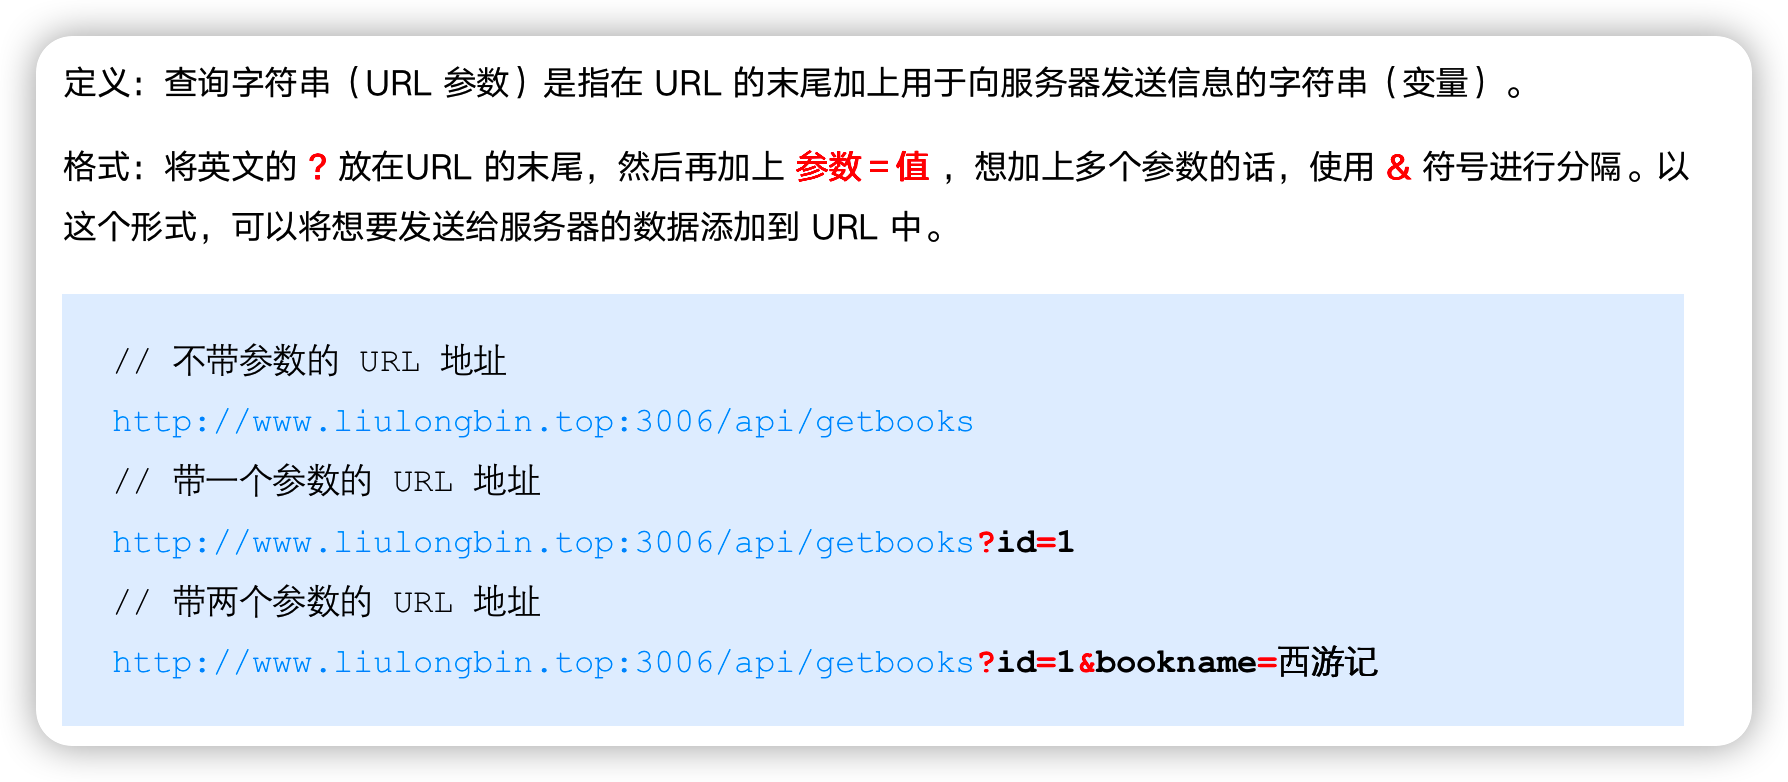 定义：查询字符串（URL 参数）是指在 URL 的末尾加上用于向服务器发送信息的字符串（变量）。
格式：将英文的 ? 放在URL 的末尾，然后再加上 参数＝值 ，想加上多个参数的话，使用 & 符号进行分隔。以
这个形式，可以将想要发送给服务器的数据添加到 URL 中。
// 不带参数的 URL 地址
http://www.liulongbin.top:3006/api/getbooks
// 带一个参数的 URL 地址
http://www.liulongbin.top:3006/api/getbooks?id=1
// 带两个参数的 URL 地址
http://www.liulongbin.top:3006/api/getbooks?id=1&bookname=西游记